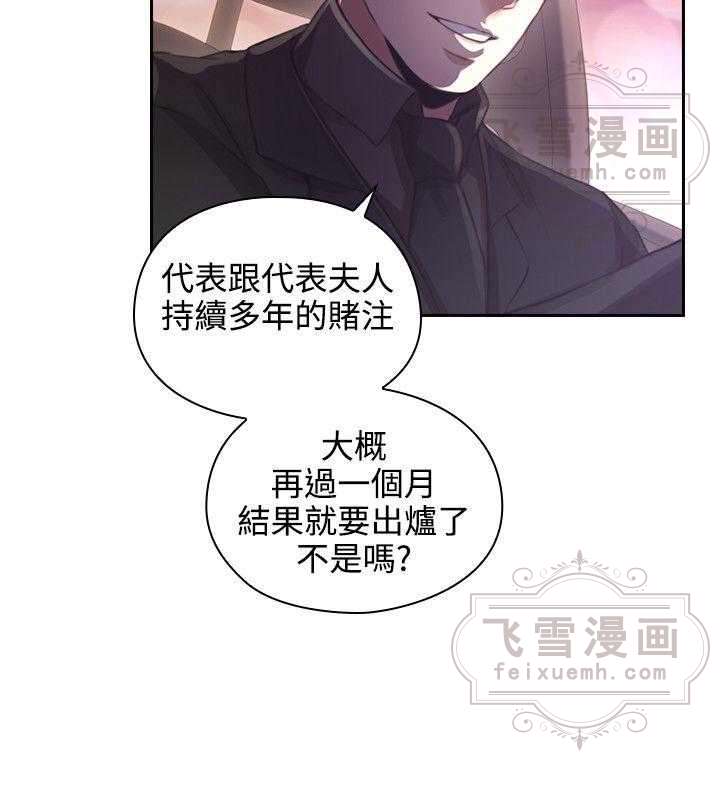 飞雪漫画
feixuemh.com
代表跟代表夫人
持續多年的賭注
大概
再過一個月
結果就要出爐了
不是嗎?
飞雪漫画
feixuemh.com